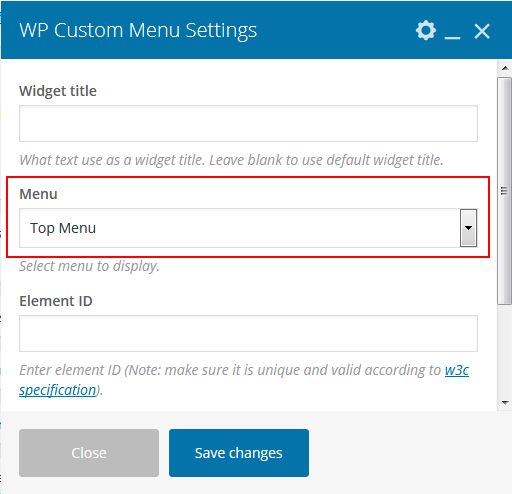 WP Custom Menu Settings
Widget title
What text use as a widget title. Leave blank to use default widget title.
Menu
Top Menu
Select menu to display.
Element ID
Enter element ID (Note: make sure it is unique and valid according to w3c
specification).
Close
Save changes